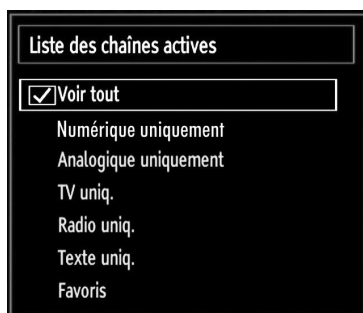 Liste des chaînes actives
Voir tout
Numérique uniquement
Analogique uniquement
TV uniq.
Radio uniq.
Texte uniq.
Favoris